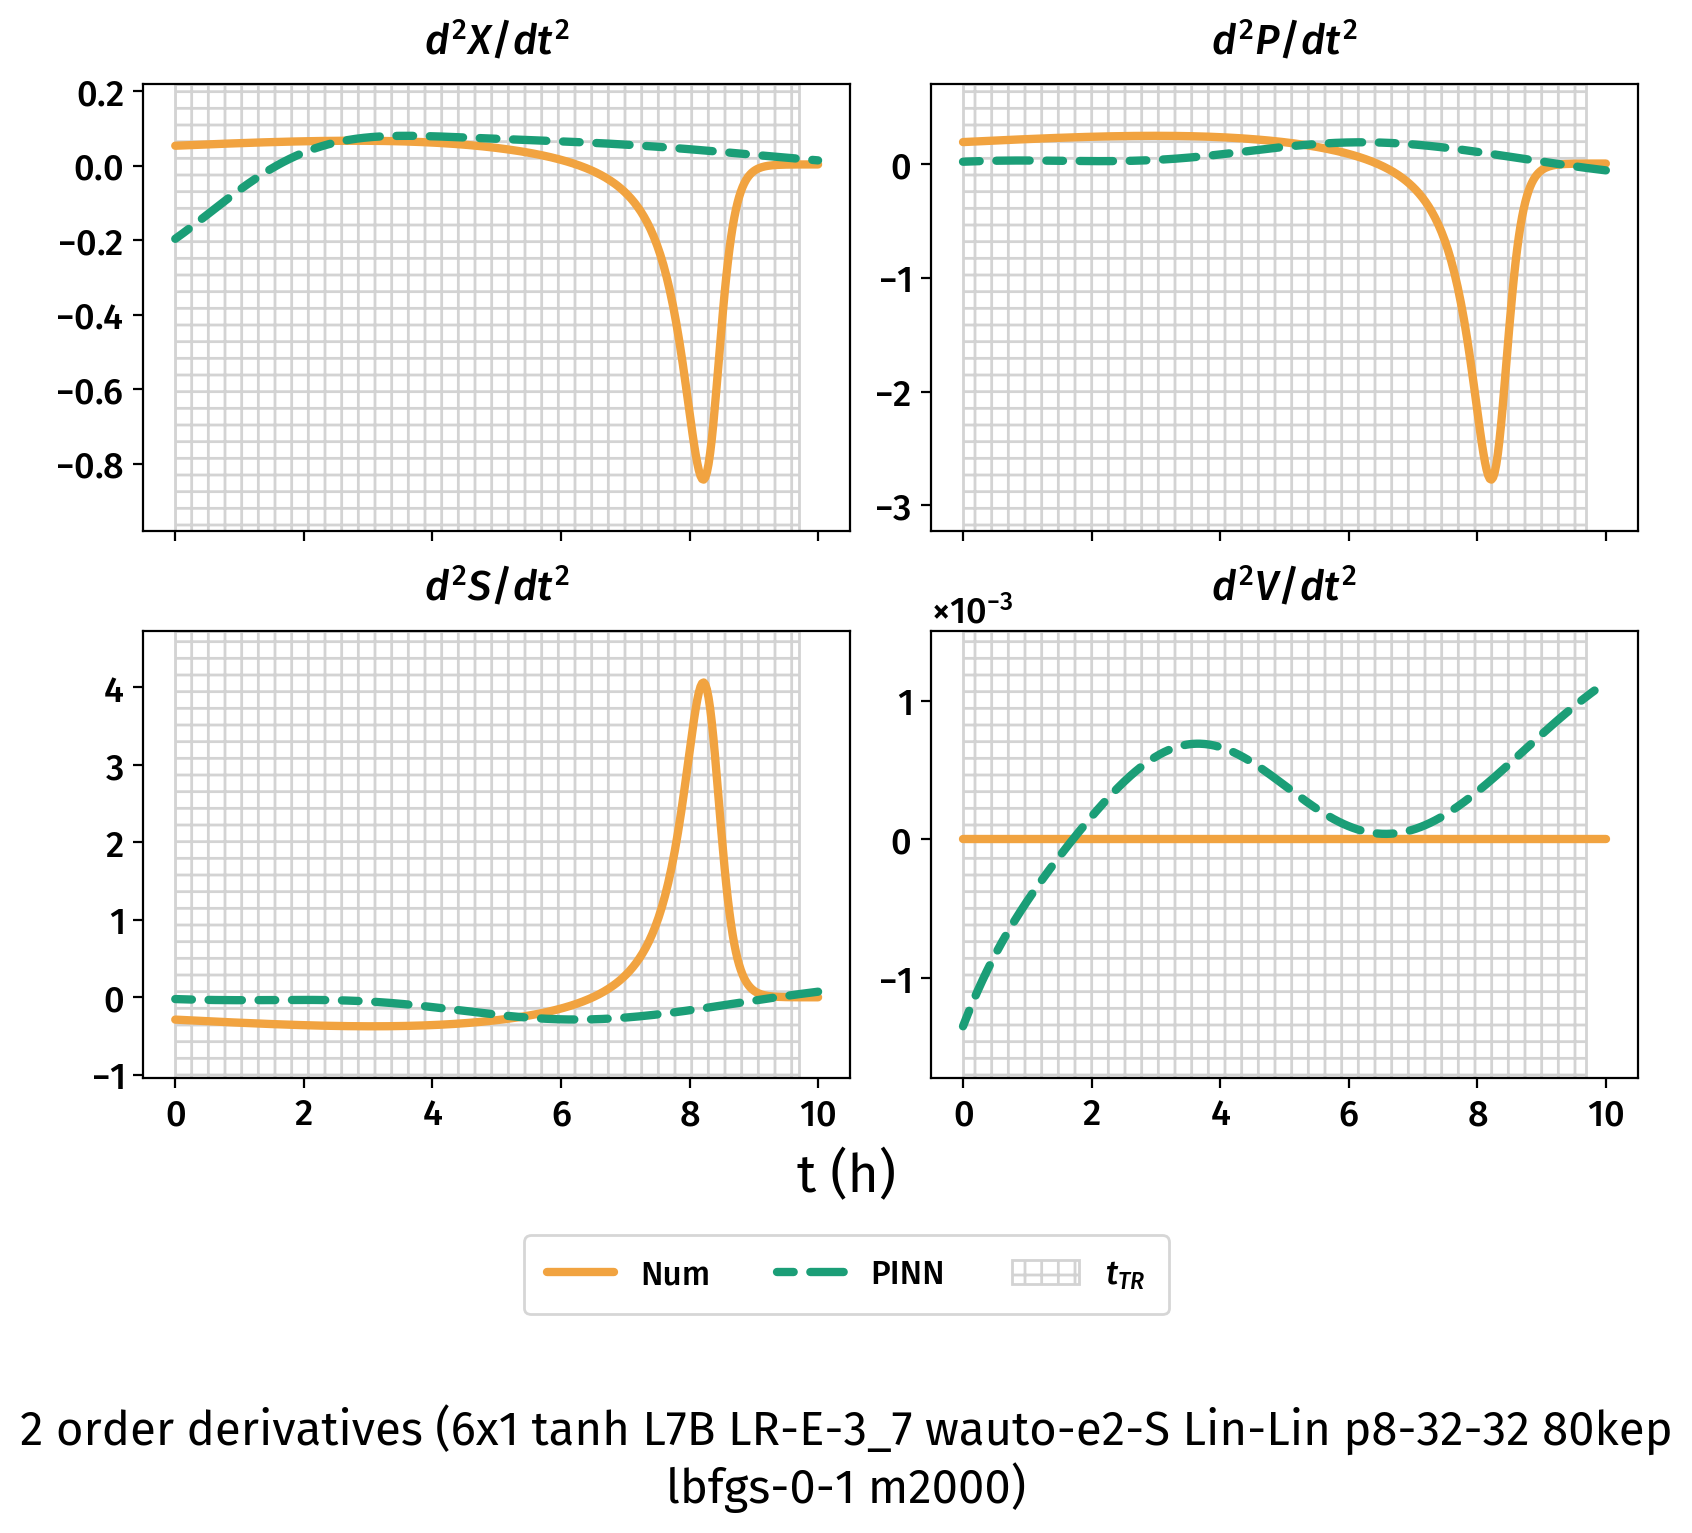 d²X/dt²
d²P/dt²
0.2
0.0
−0.2
−0.4
−0.6
−0.8
0
−1
−2
−3
d²S/dt²
d²V/dt²
×10⁻³
4
3
2
1
0
−1
1
0
−1
0 2 4 6 8 10
0 2 4 6 8 10
t (h)
Num PINN t_TR
2 order derivatives (6x1 tanh L7B LR-E-3_7 wauto-e2-S Lin-Lin p8-32-32 80kep
lbfgs-0-1 m2000)